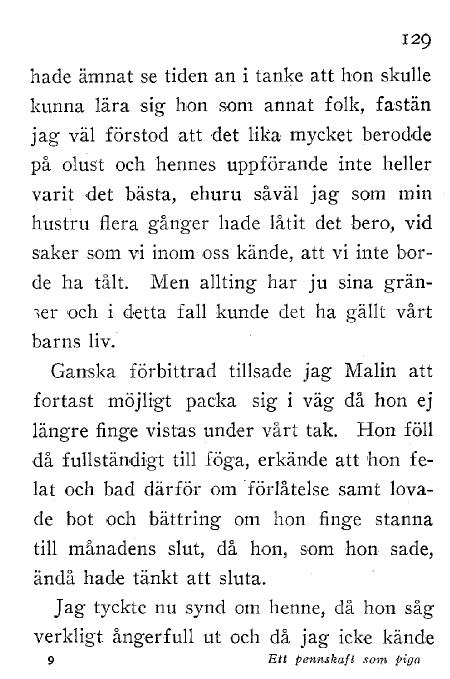 129
hade ämnat se tiden an i tanke att hon skulle
kunna lära sig hon som annat folk, fastän
jag väl förstod att det lika mycket berodde
på olust och hennes uppförande inte heller
varit det bästa, ehuru såväl jag som min
hustru flera gånger hade låtit det bero, vid
saker som vi inom oss kände, att vi inte bor-
de ha tålt. Men allting har ju sina grän-
ser och i detta fall kunde det ha gällt vårt
barns liv.
Ganska förbittrad tillsade jag Malin att
fortast möjligt packa sig i väg då hon ej
längre finge vistas under vårt tak. Hon föll
då fullständigt till föga, erkände att hon fe-
lat och bad därför om förlåtelse samt lova-
de bot och bättring om hon finge stanna
till månadens slut, då hon, som hon sade,
ändå hade tänkt att sluta.
Jag tyckte nu synd om henne, då hon såg
verkligt ångerfull ut och då jag icke kände
9 Ett pennskaft som piga